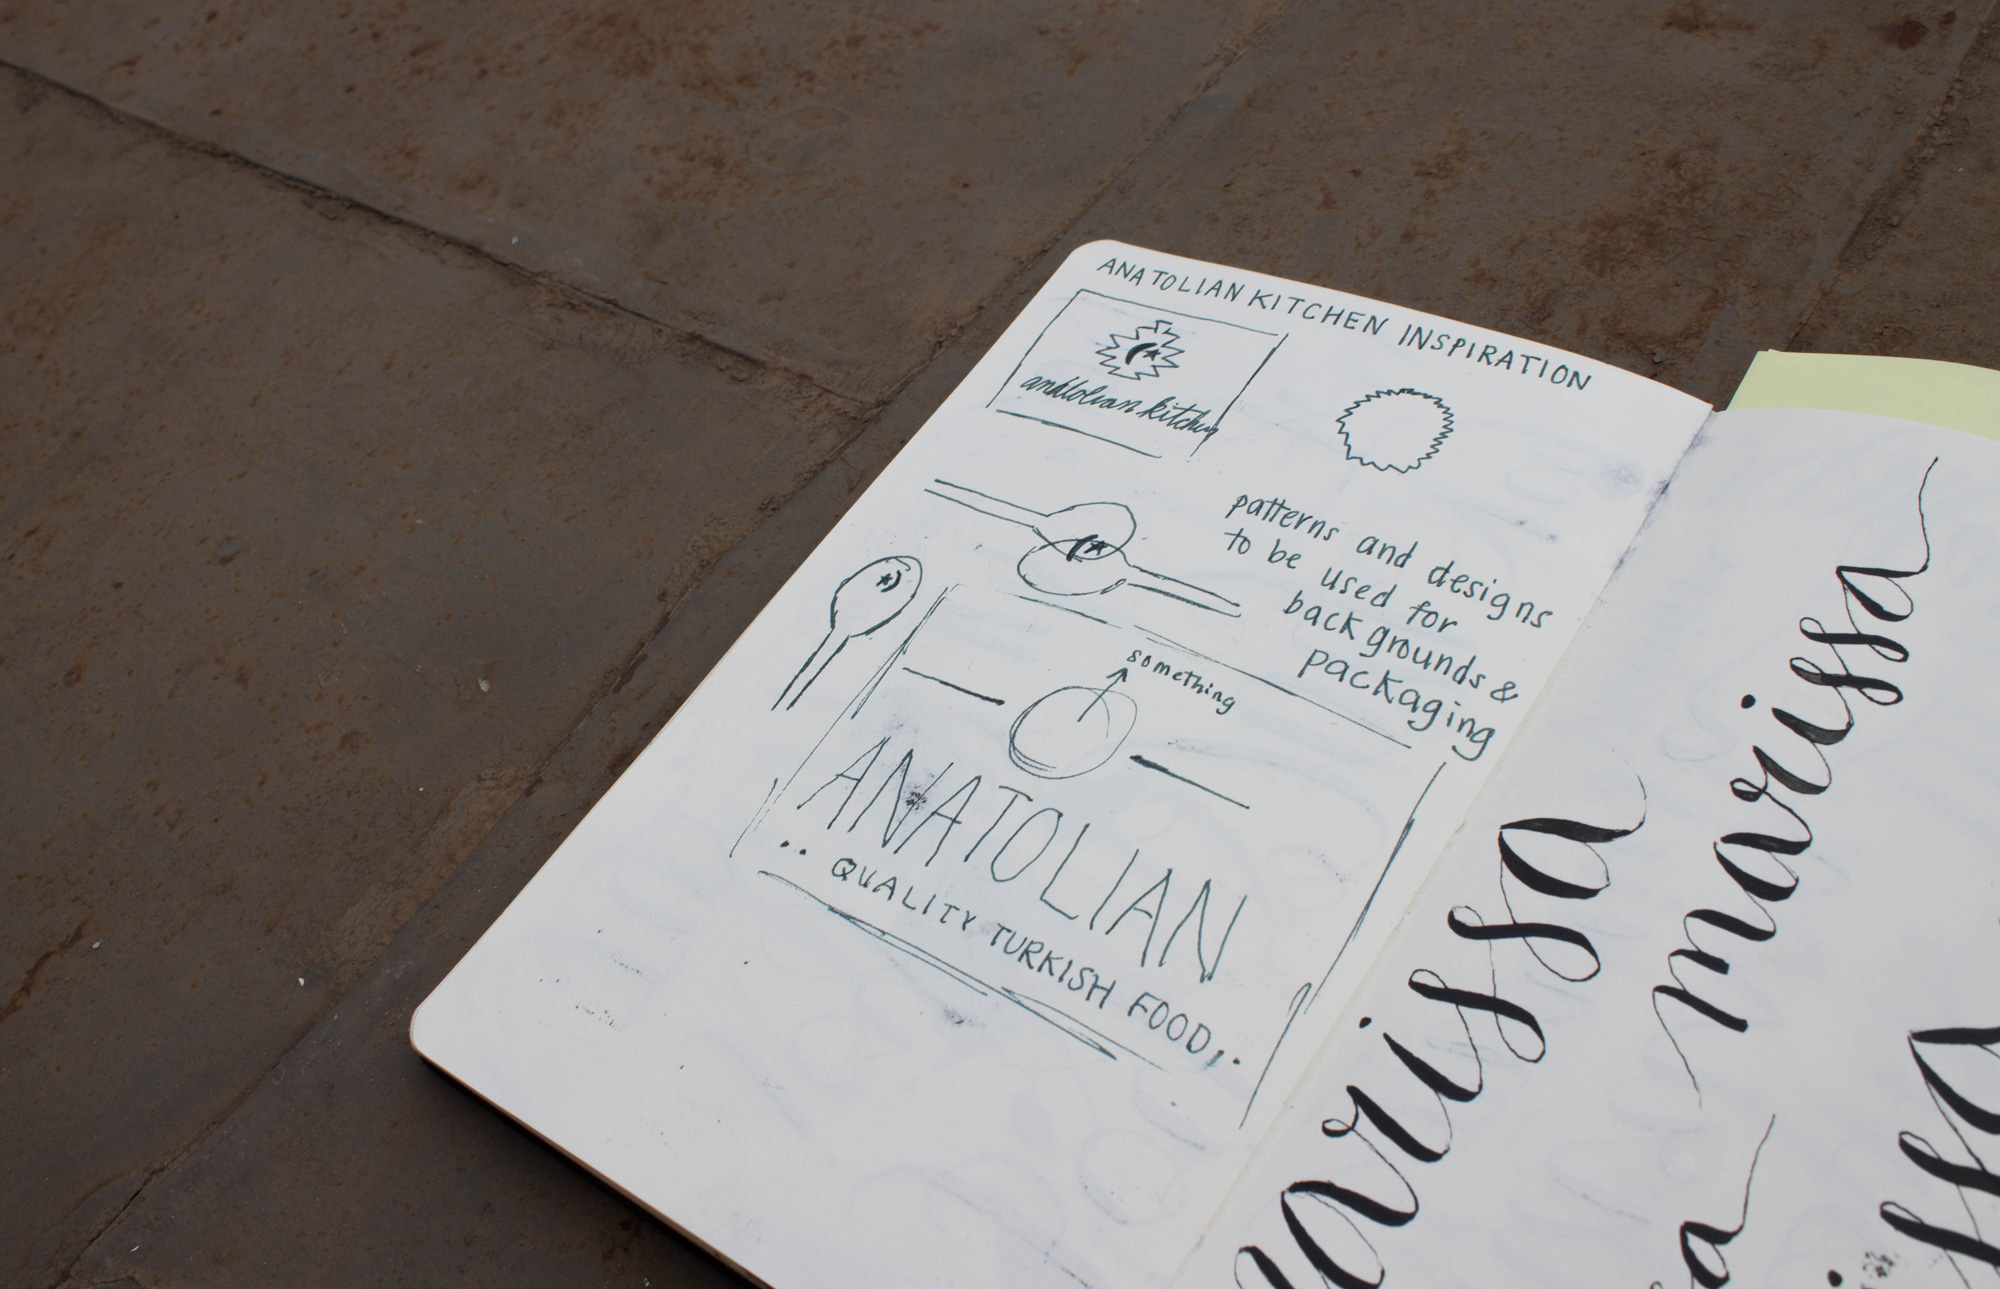 ANATOLIAN KITCHEN INSPIRATION
anatolian kitchen
patterns and designs
to be used for
backgrounds &
packaging
something
ANATOLIAN
.. QUALITY TURKISH FOOD..
marissa
arissa